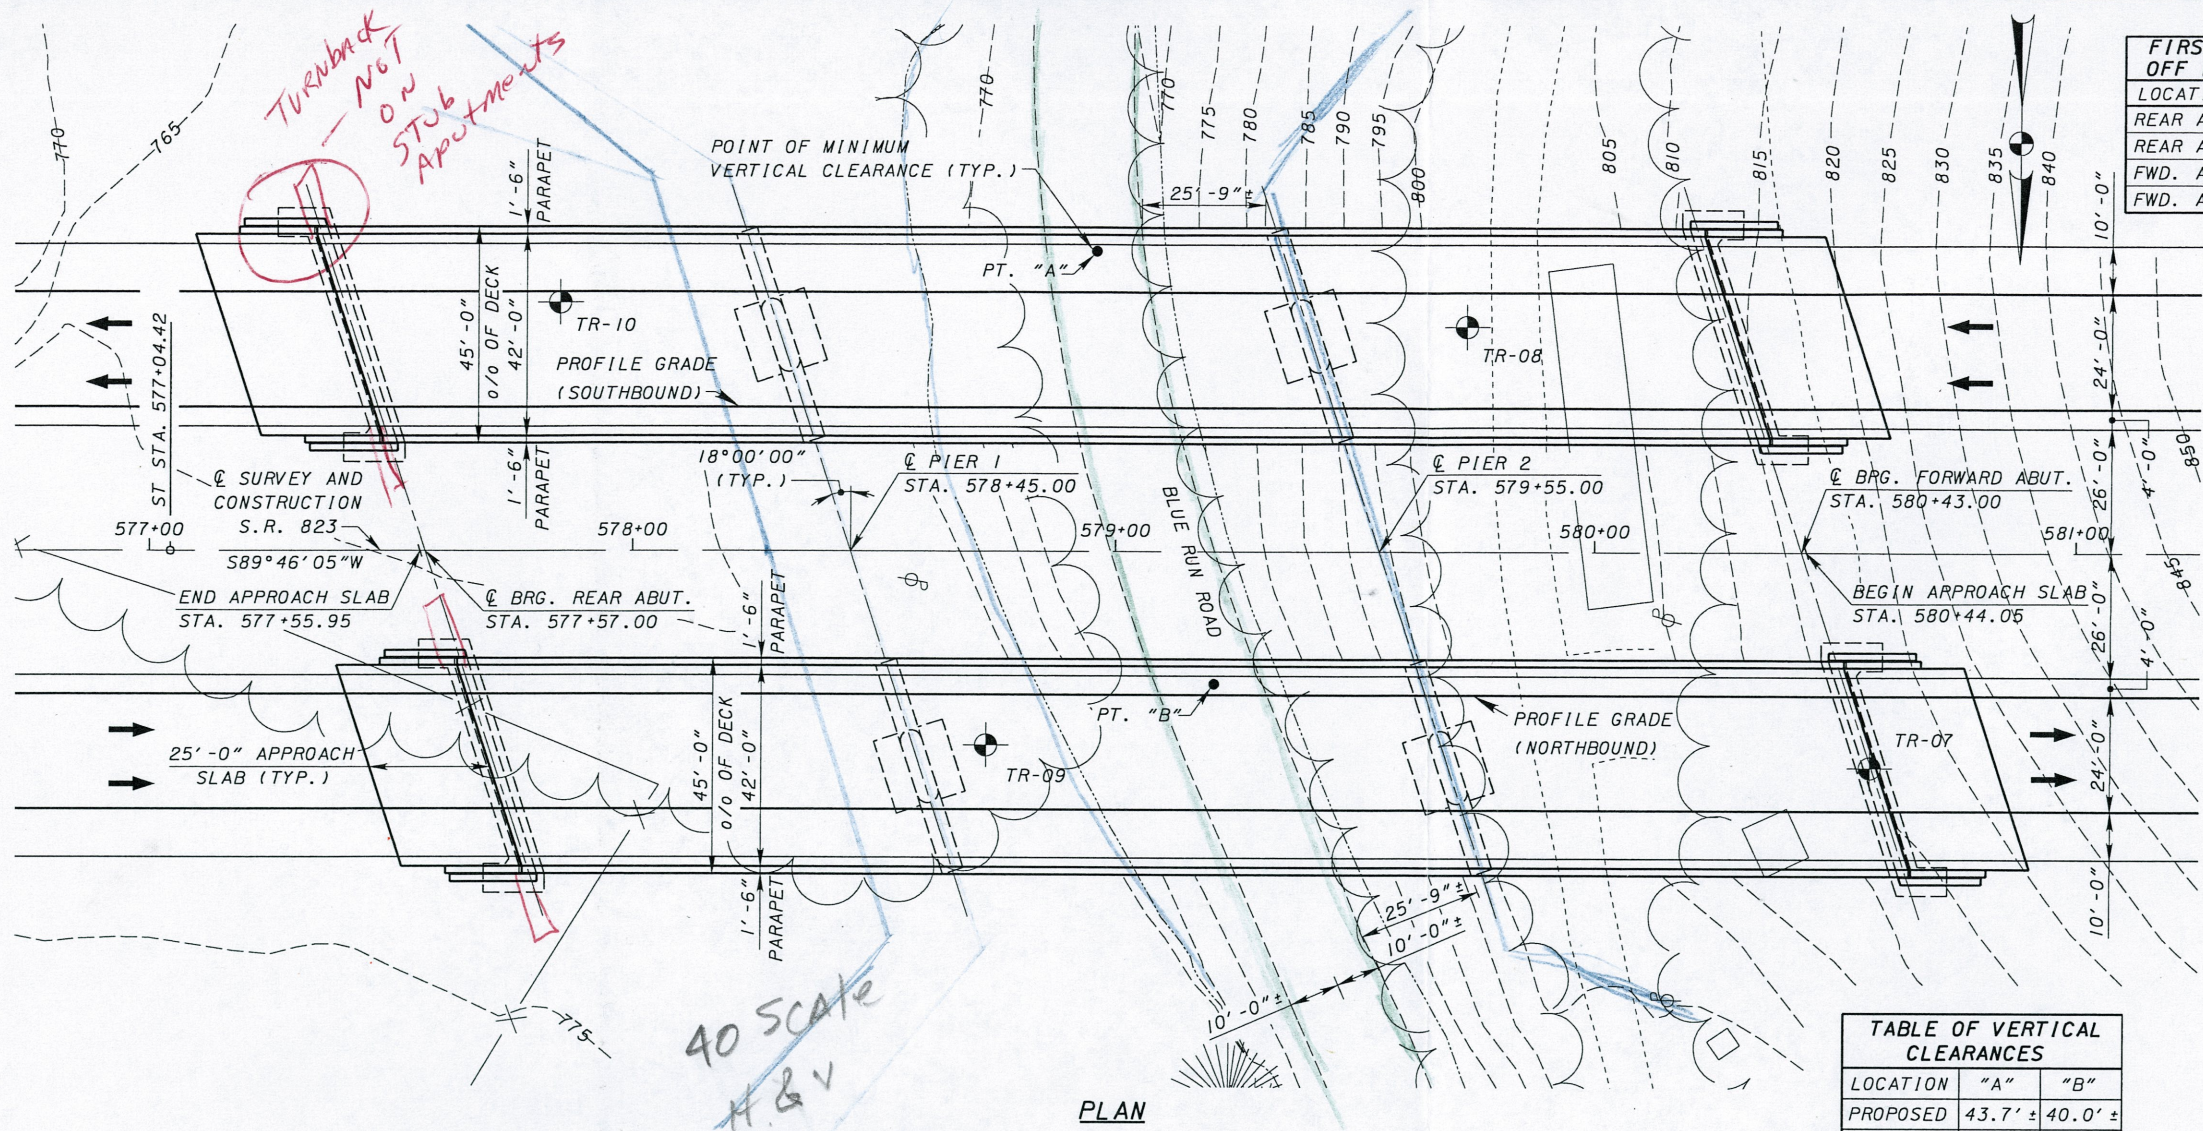 TURNbACK
NOT
ON
STub
AbutMents
770
765
770
770
775
780
785
790
795
800
805
810
815
820
825
830
835
840
850
845
775
FIRS
OFF
LOCATI
REAR A
REAR A
FWD. A
FWD. A
POINT OF MINIMUM
VERTICAL CLEARANCE (TYP.)
25'-9"±
1'-6"
PARAPET
PT. "A"
TR-10
TR-08
45'-0"
O/O OF DECK
42'-0"
PROFILE GRADE
(SOUTHBOUND)
1'-6"
PARAPET
10'-0"
24'-0"
26'-0"
4'-0"
26'-0"
4'-0"
24'-0"
10'-0"
ST STA. 577+04.42
18°00'00"
(TYP.)
℄ PIER 1
STA. 578+45.00
℄ PIER 2
STA. 579+55.00
℄ BRG. FORWARD ABUT.
STA. 580+43.00
℄ SURVEY AND
CONSTRUCTION
S.R. 823
577+00
578+00
579+00
580+00
581+00
S89°46'05"W
BLUE RUN ROAD
END APPROACH SLAB
STA. 577+55.95
℄ BRG. REAR ABUT.
STA. 577+57.00
BEGIN APPROACH SLAB
STA. 580+44.05
1'-6"
PARAPET
PT. "B"
PROFILE GRADE
(NORTHBOUND)
TR-07
TR-09
25'-0" APPROACH
SLAB (TYP.)
45'-0"
O/O OF DECK
42'-0"
1'-6"
PARAPET
25'-9"±
10'-0"±
10'-0"±
40 SCAle
H. & V
PLAN
TABLE OF VERTICAL
CLEARANCES
LOCATION "A" "B"
PROPOSED 43.7'± 40.0'±